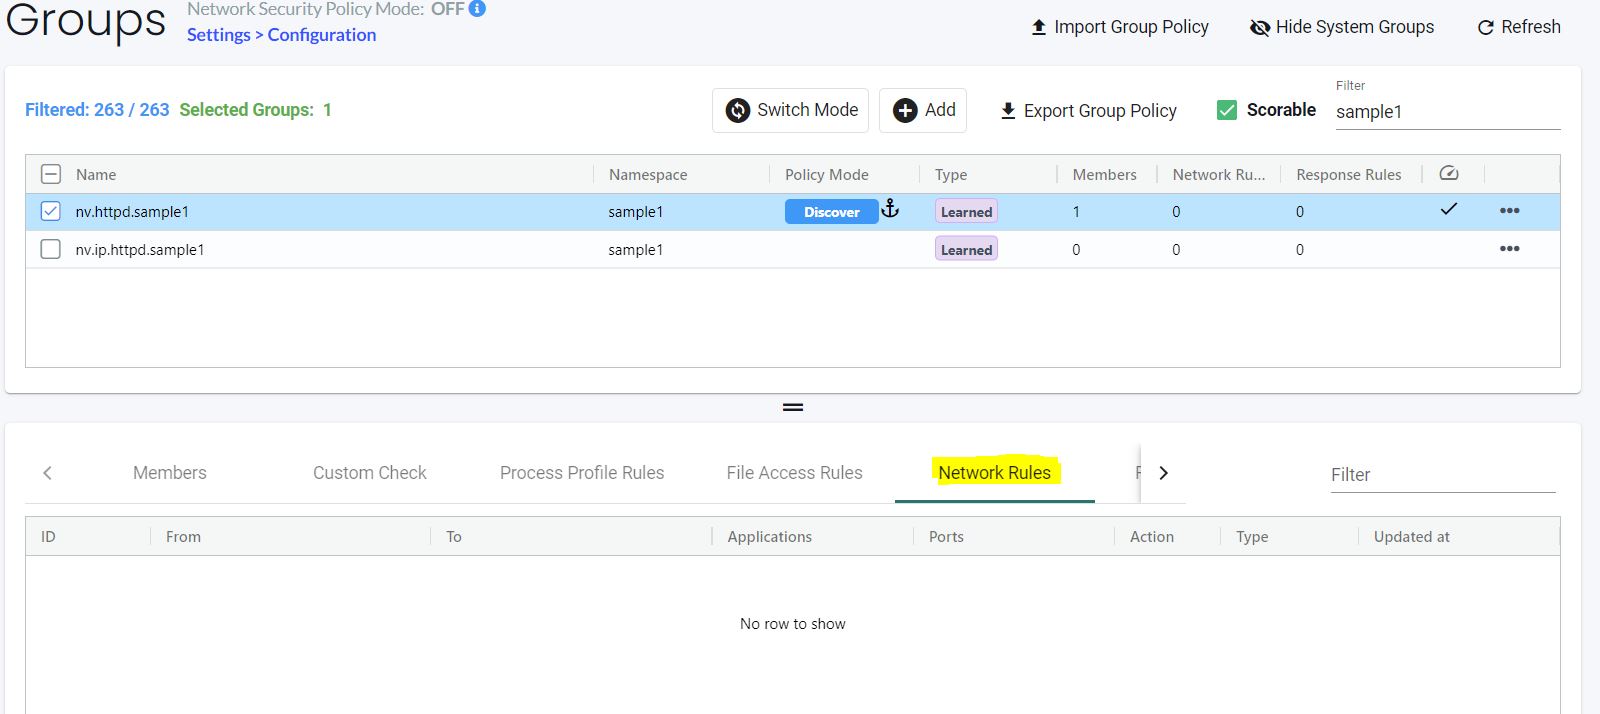 Groups
Network Security Policy Mode: OFF
Settings > Configuration
Import Group Policy
Hide System Groups
Refresh
Filtered: 263 / 263 Selected Groups: 1
Switch Mode
Add
Export Group Policy
Scorable
Filter
sample1
Name Namespace Policy Mode Type Members Network Ru... Response Rules
nv.httpd.sample1 sample1 Discover Learned 1 0 0
nv.ip.httpd.sample1 sample1 Learned 0 0 0
Members Custom Check Process Profile Rules File Access Rules Network Rules
Filter
ID From To Applications Ports Action Type Updated at
No row to show